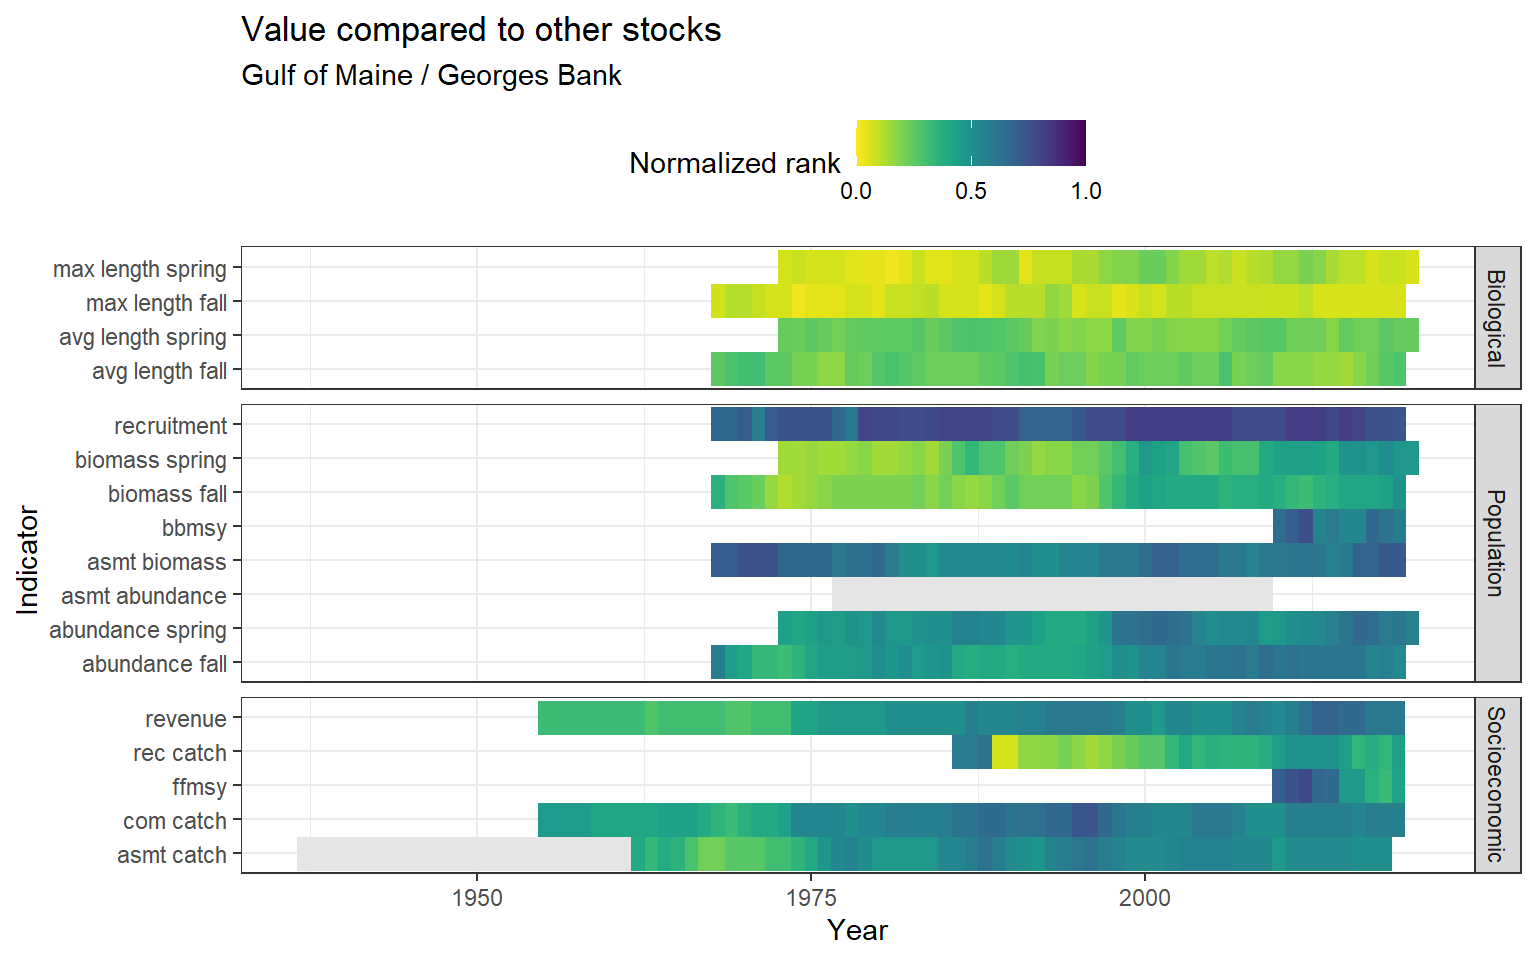 Value compared to other stocks
Gulf of Maine / Georges Bank
Normalized rank
0.0 0.5 1.0
max length spring
max length fall
avg length spring
avg length fall
Biological
recruitment
biomass spring
biomass fall
bbmsy
asmt biomass
asmt abundance
abundance spring
abundance fall
Population
revenue
rec catch
ffmsy
com catch
asmt catch
Socioeconomic
Indicator
1950 1975 2000
Year